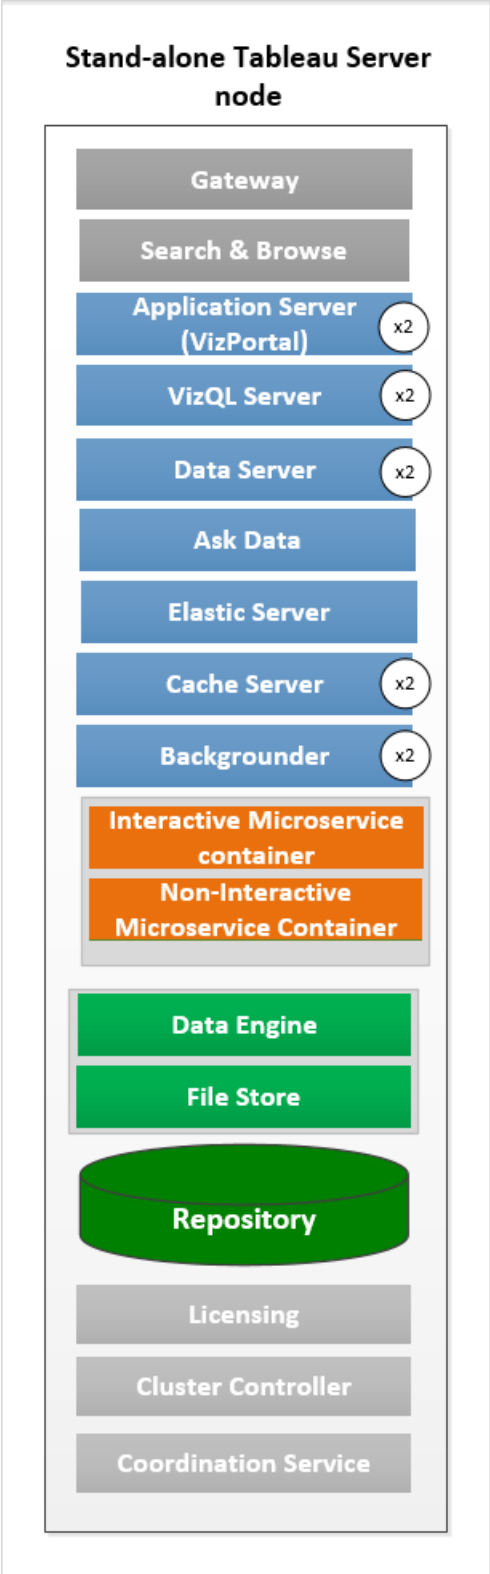 Stand-alone Tableau Server
node
Gateway
Search & Browse
Application Server
(VizPortal)
x2
VizQL Server
x2
Data Server
x2
Ask Data
Elastic Server
Cache Server
x2
Backgrounder
x2
Interactive Microservice
container
Non-Interactive
Microservice Container
Data Engine
File Store
Repository
Licensing
Cluster Controller
Coordination Service